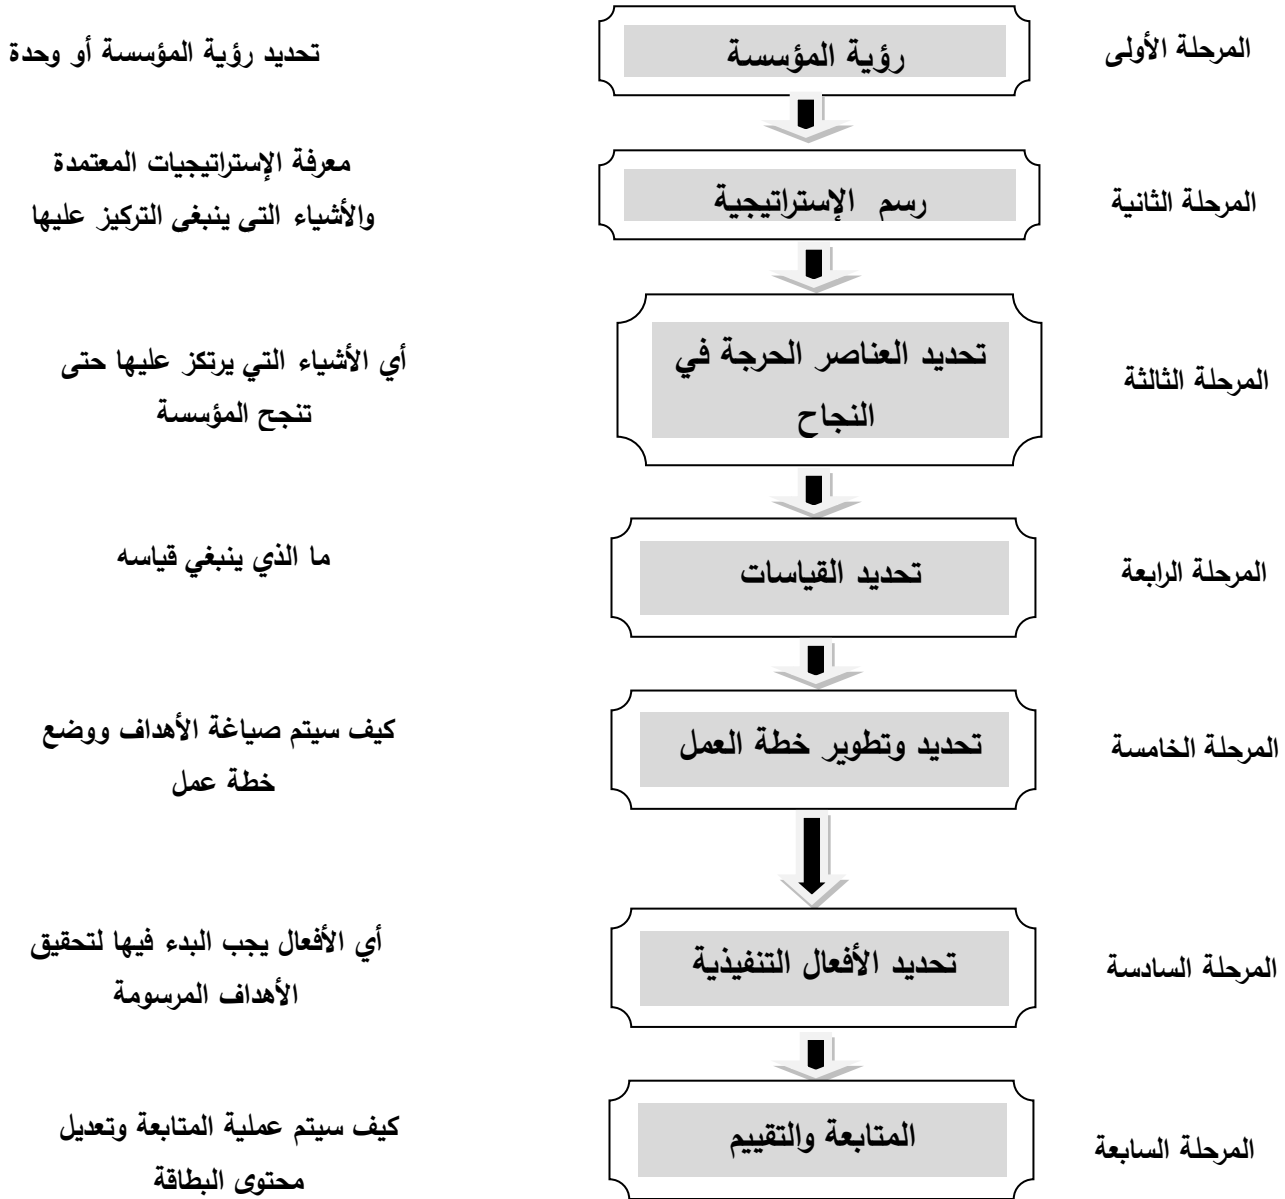 المرحلة الأولى
رؤية المؤسسة
تحديد رؤية المؤسسة أو وحدة
المرحلة الثانية
رسم الإستراتيجية
معرفة الإستراتيجيات المعتمدة
والأشياء التى ينبغى التركيز عليها
المرحلة الثالثة
تحديد العناصر الحرجة في
النجاح
أي الأشياء التي يرتكز عليها حتى
تنجح المؤسسة
المرحلة الرابعة
تحديد القياسات
ما الذي ينبغي قياسه
المرحلة الخامسة
تحديد وتطوير خطة العمل
كيف سيتم صياغة الأهداف ووضع
خطة عمل
المرحلة السادسة
تحديد الأفعال التنفيذية
أي الأفعال يجب البدء فيها لتحقيق
الأهداف المرسومة
المرحلة السابعة
المتابعة والتقييم
كيف سيتم عملية المتابعة وتعديل
محتوى البطاقة